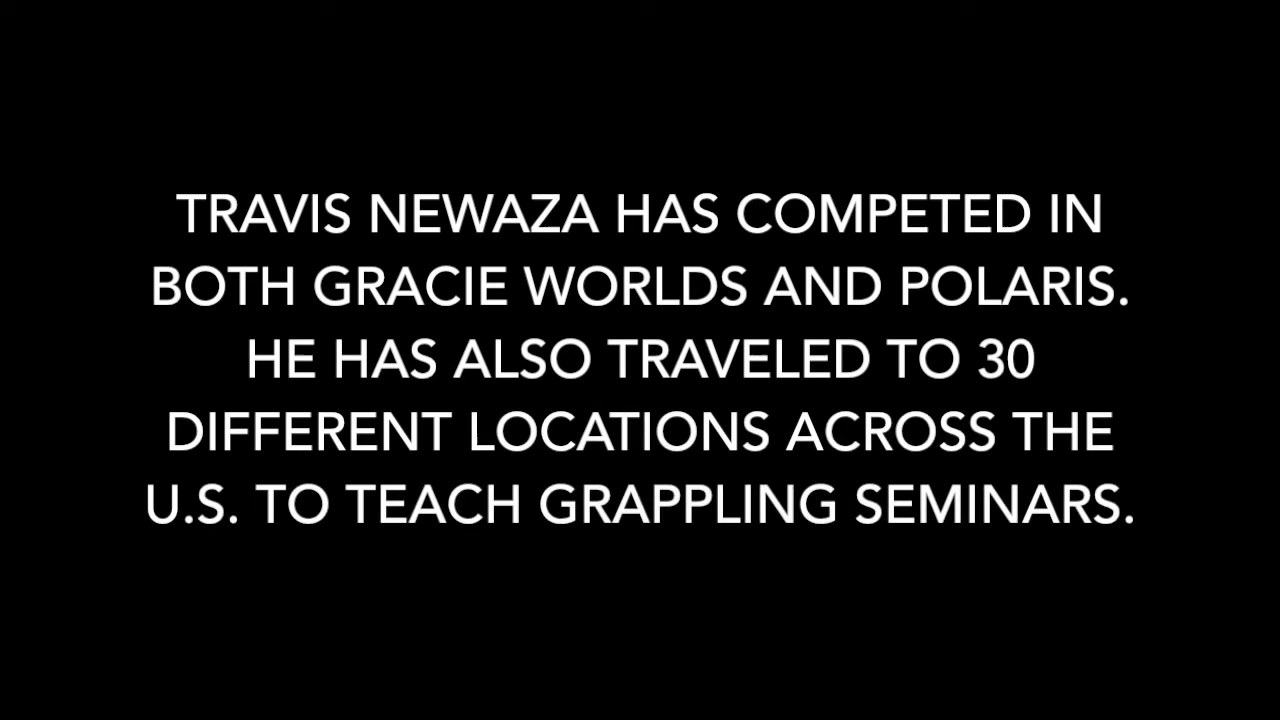 TRAVIS NEWAZA HAS COMPETED IN
BOTH GRACIE WORLDS AND POLARIS.
HE HAS ALSO TRAVELED TO 30
DIFFERENT LOCATIONS ACROSS THE
U.S. TO TEACH GRAPPLING SEMINARS.